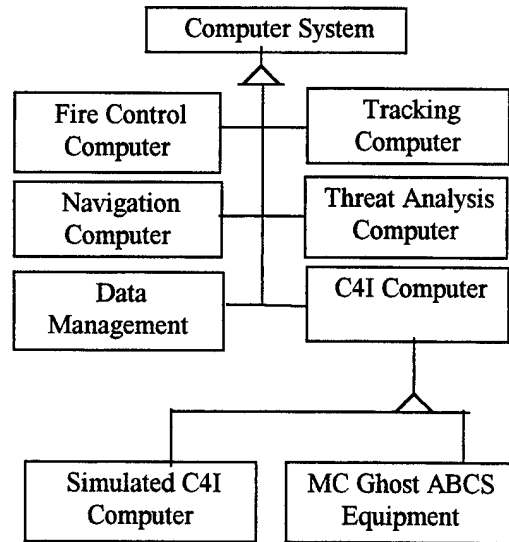 Computer System
Fire Control
Computer
Tracking
Computer
Navigation
Computer
Threat Analysis
Computer
Data
Management
C4I Computer
Simulated C4I
Computer
MC Ghost ABCS
Equipment